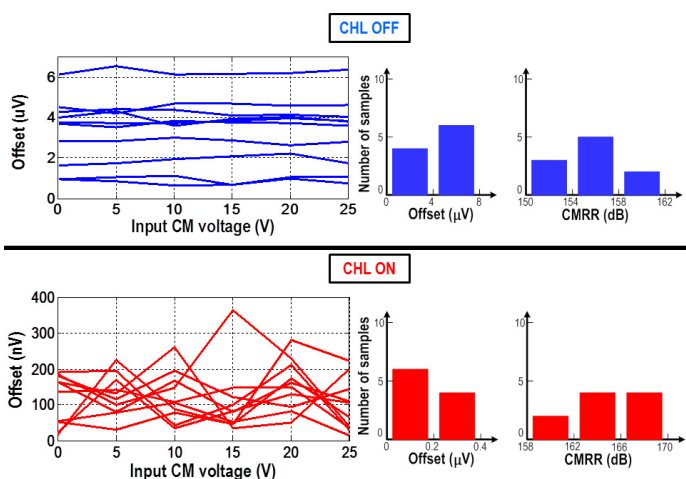 CHL OFF
6
4
2
0
0 5 10 15 20 25
Offset (uV)
Input CM voltage (V)
10
5
0
0 4 8
Number of samples
Offset (μV)
10
5
0
150 154 158 162
CMRR (dB)
CHL ON
400
300
200
100
0
0 5 10 15 20 25
Offset (nV)
Input CM voltage (V)
10
5
0
0 0.2 0.4
Number of samples
Offset (μV)
10
5
0
158 162 166 170
CMRR (dB)